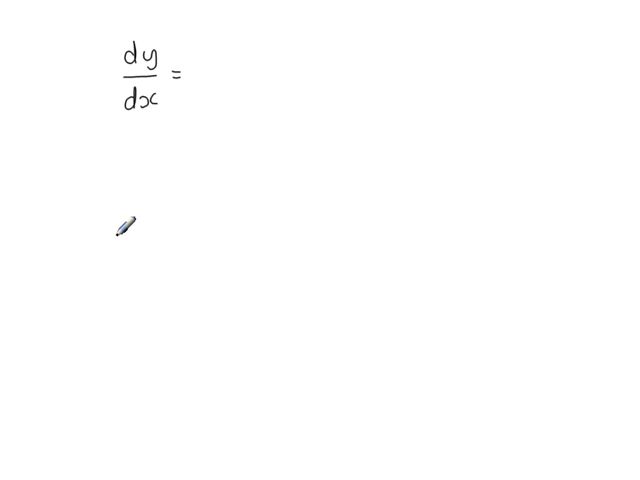 dy/dx =